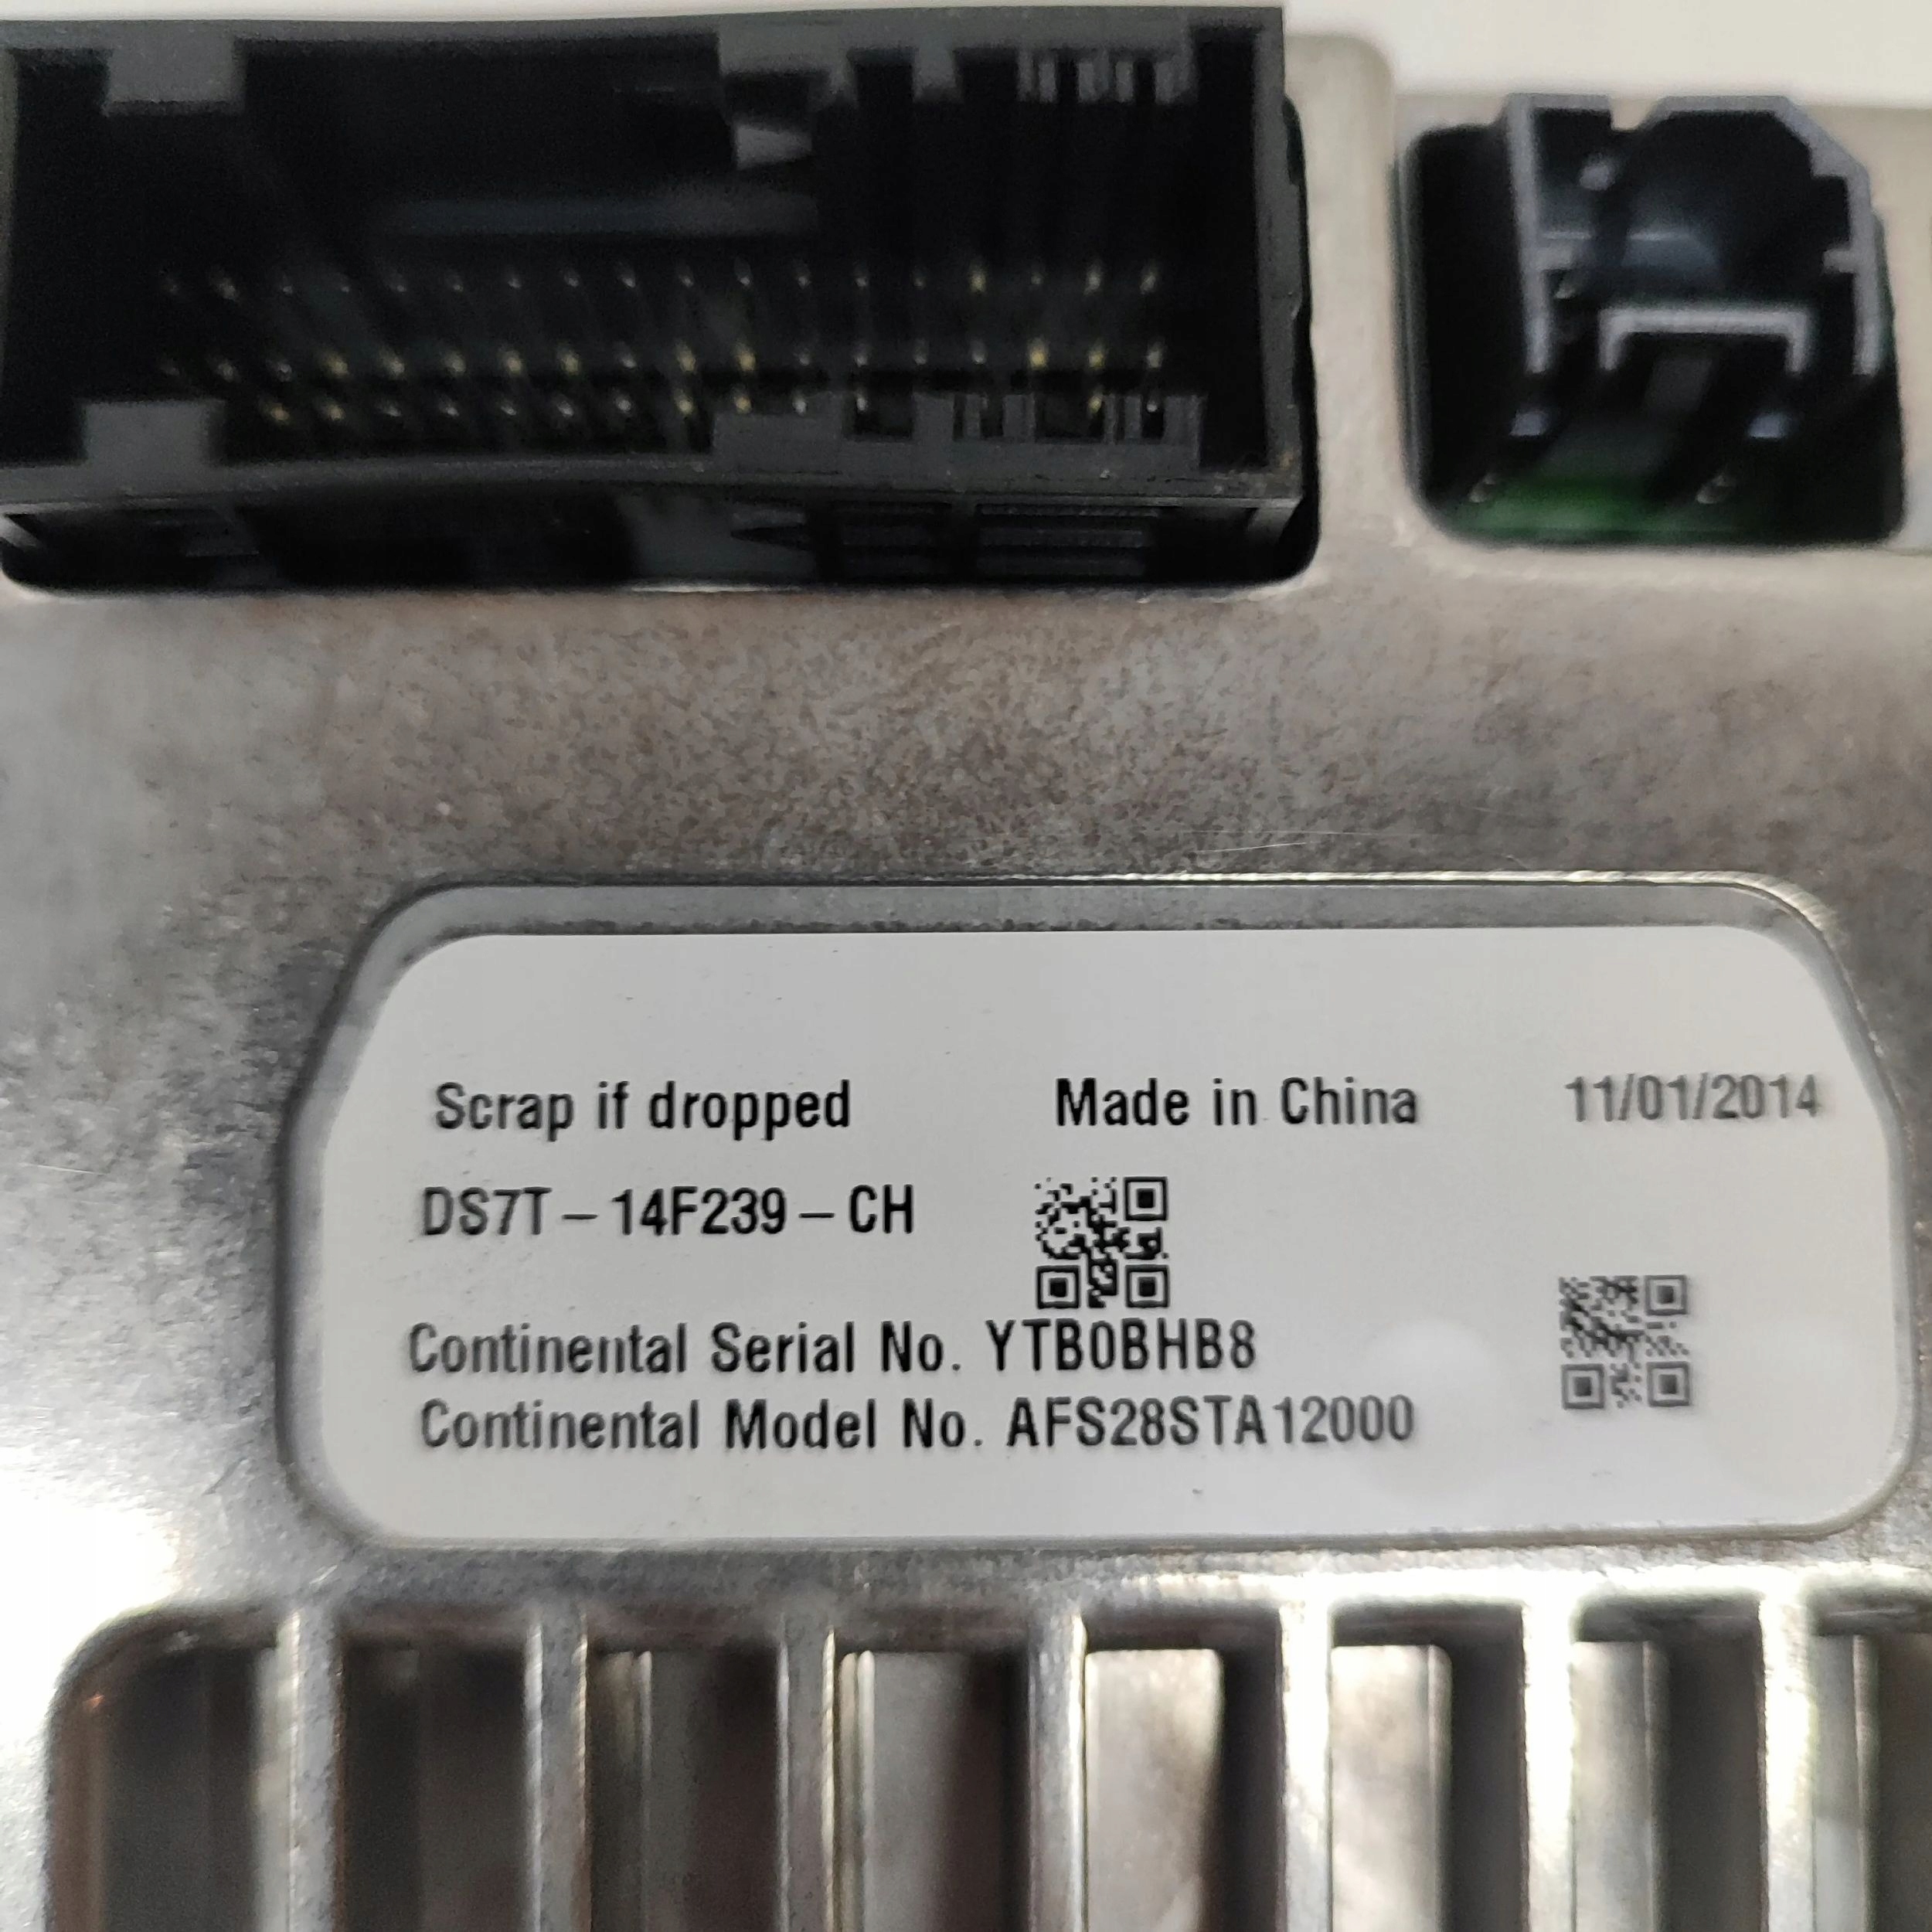 Scrap if dropped Made in China 11/01/2014
DS7T – 14F239 – CH
Continental Serial No. YTB0BHB8
Continental Model No. AFS28STA12000